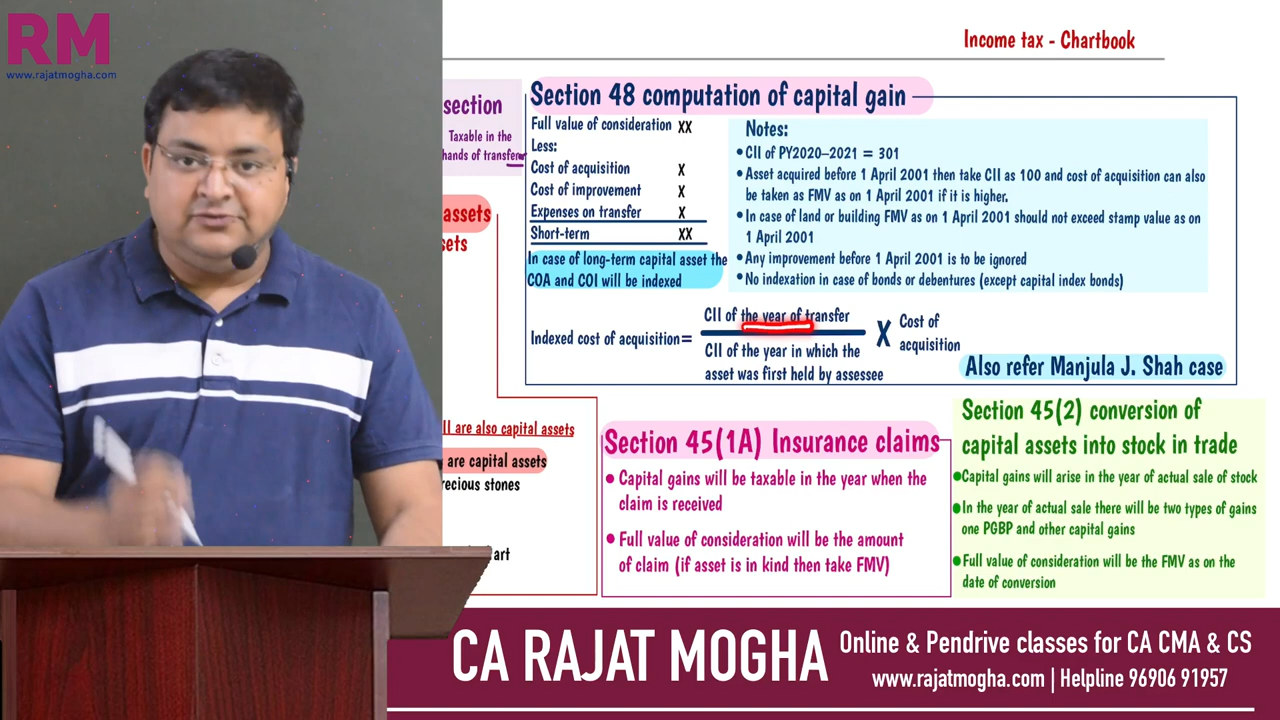 RM
www.rajatmogha.com
Income tax - Chartbook
section
Taxable in the
hands of transferor
assets
sets
Section 48 computation of capital gain
Full value of consideration XX
Less:
Cost of acquisition X
Cost of improvement X
Expenses on transfer X
Short-term XX
In case of long-term capital asset the
COA and COI will be indexed
Notes:
• CII of PY2020–2021 = 301
• Asset acquired before 1 April 2001 then take CII as 100 and cost of acquisition can also
be taken as FMV as on 1 April 2001 if it is higher.
• In case of land or building FMV as on 1 April 2001 should not exceed stamp value as on
1 April 2001
• Any improvement before 1 April 2001 is to be ignored
• No indexation in case of bonds or debentures (except capital index bonds)
Indexed cost of acquisition=
CII of the year of transfer
CII of the year in which the
asset was first held by assessee
X
Cost of
acquisition
Also refer Manjula J. Shah case
ll are also capital assets
are capital assets
recious stones
art
Section 45(1A) Insurance claims
• Capital gains will be taxable in the year when the
claim is received
• Full value of consideration will be the amount
of claim (if asset is in kind then take FMV)
Section 45(2) conversion of
capital assets into stock in trade
• Capital gains will arise in the year of actual sale of stock
• In the year of actual sale there will be two types of gains
one PGBP and other capital gains
• Full value of consideration will be the FMV as on the
date of conversion
CA RAJAT MOGHA
Online & Pendrive classes for CA CMA & CS
www.rajatmogha.com | Helpline 96906 91957